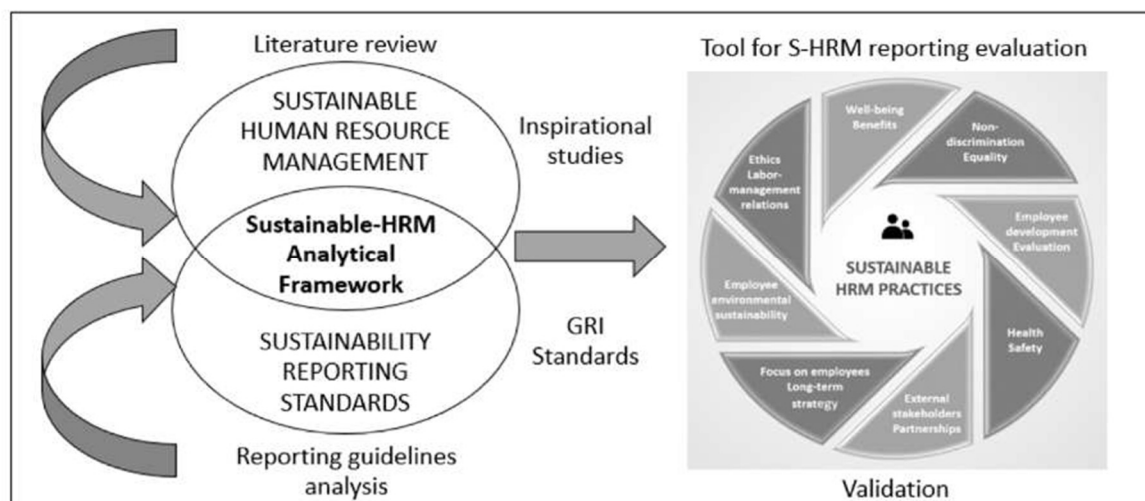 Literature review
SUSTAINABLE
HUMAN RESOURCE
MANAGEMENT
Sustainable-HRM
Analytical
Framework
SUSTAINABILITY
REPORTING
STANDARDS
Reporting guidelines
analysis
Inspirational
studies
GRI
Standards
Tool for S-HRM reporting evaluation
Well-being
Benefits
Non-
discrimination
Equality
Employee
development
Evaluation
Health
Safety
External
stakeholders
Partnerships
Focus on employees
Long-term
strategy
Employee
environmental
sustainability
Ethics
Labor-
management
relations
SUSTAINABLE
HRM PRACTICES
Validation